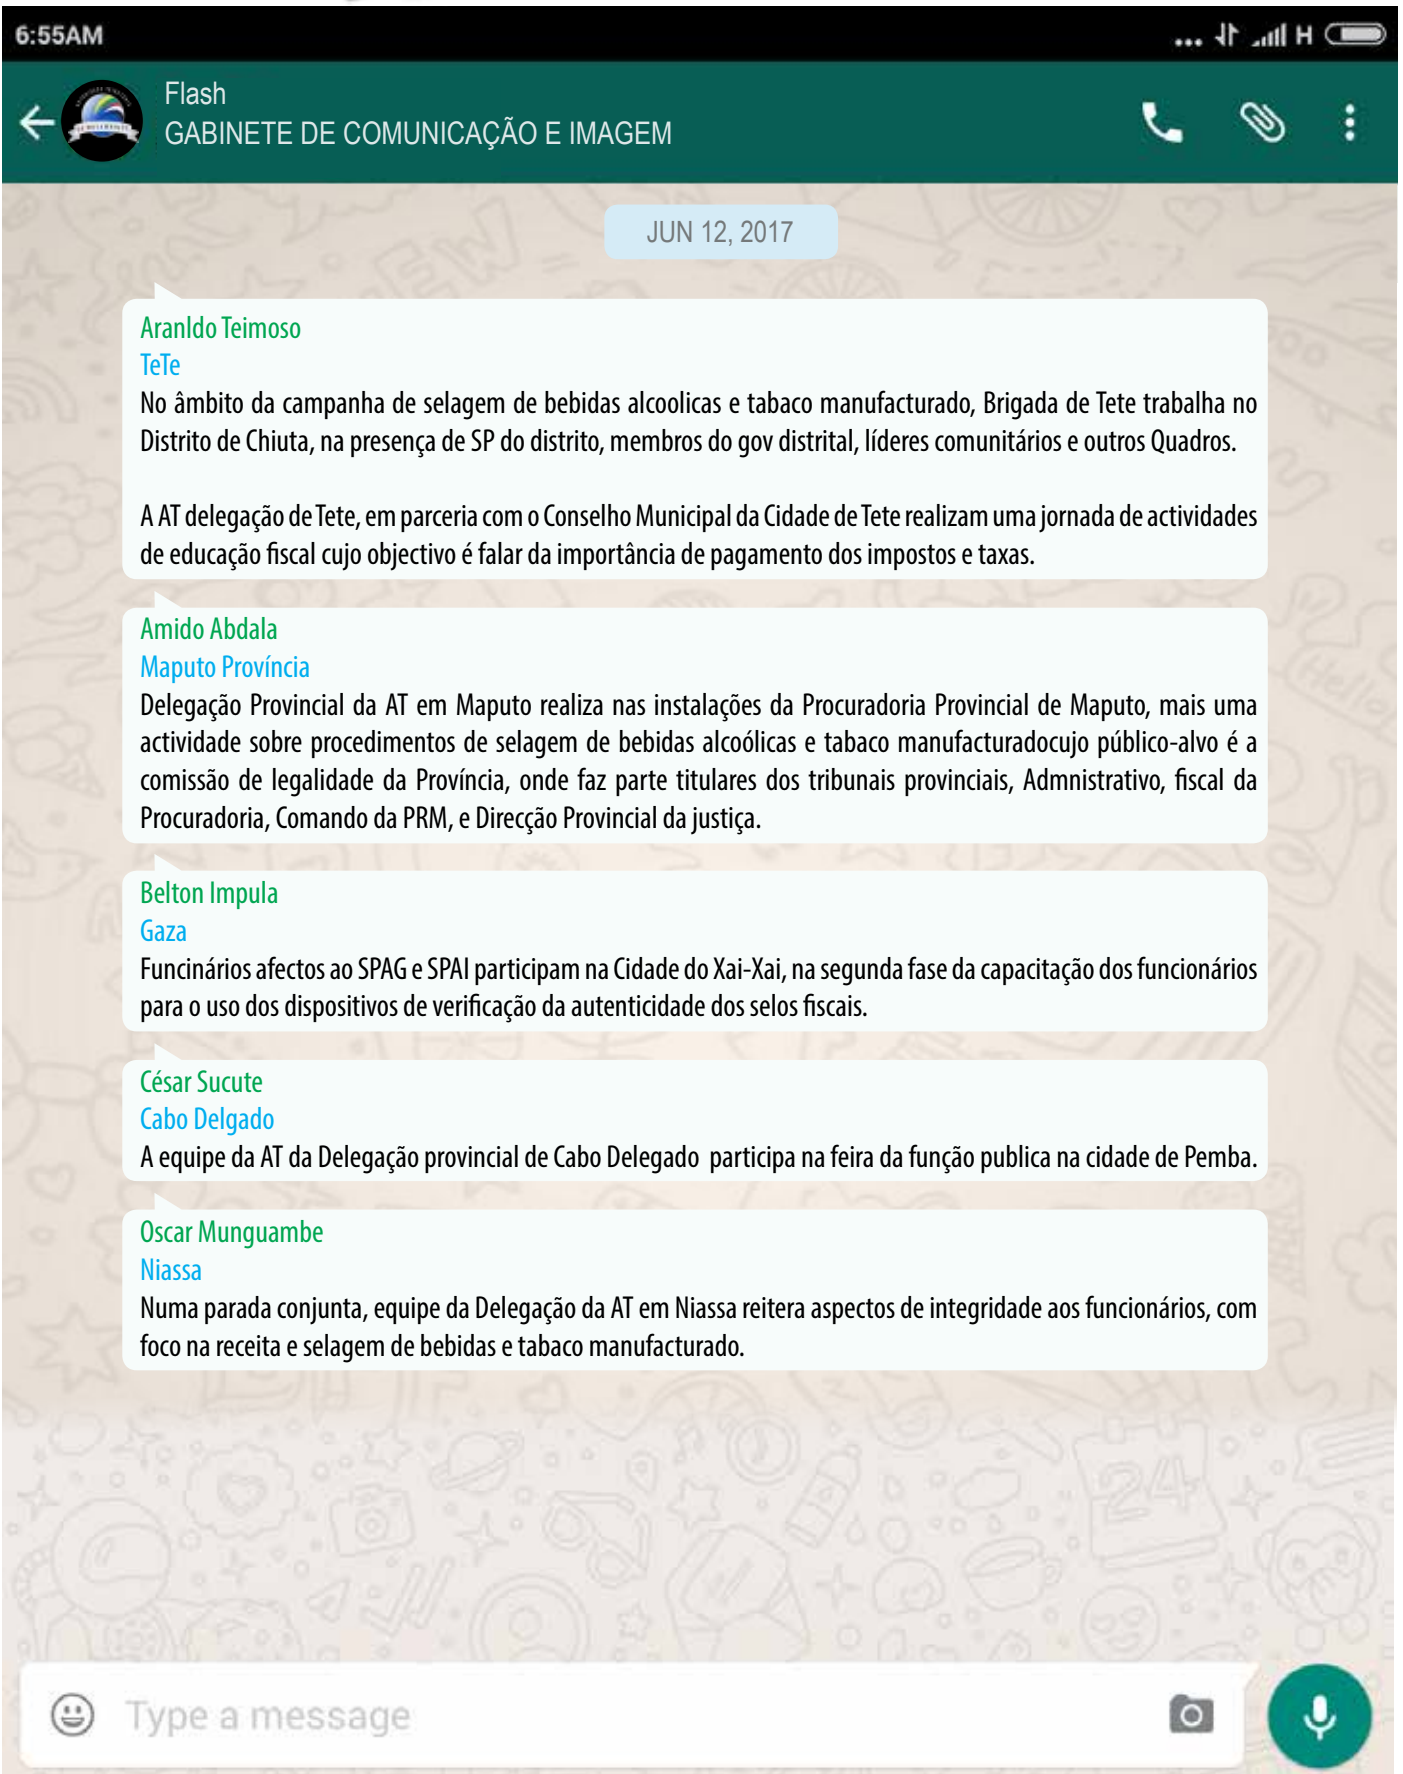 6:55AM
H
Flash
GABINETE DE COMUNICAÇÃO E IMAGEM
JUN 12, 2017
Aranldo Teimoso
TeTe
No âmbito da campanha de selagem de bebidas alcoolicas e tabaco manufacturado, Brigada de Tete trabalha no
Distrito de Chiuta, na presença de SP do distrito, membros do gov distrital, líderes comunitários e outros Quadros.
A AT delegação de Tete, em parceria com o Conselho Municipal da Cidade de Tete realizam uma jornada de actividades
de educação fiscal cujo objectivo é falar da importância de pagamento dos impostos e taxas.
Amido Abdala
Maputo Província
Delegação Provincial da AT em Maputo realiza nas instalações da Procuradoria Provincial de Maputo, mais uma
actividade sobre procedimentos de selagem de bebidas alcoólicas e tabaco manufacturadocujo público-alvo é a
comissão de legalidade da Província, onde faz parte titulares dos tribunais provinciais, Admnistrativo, fiscal da
Procuradoria, Comando da PRM, e Direcção Provincial da justiça.
Belton Impula
Gaza
Funcinários afectos ao SPAG e SPAI participam na Cidade do Xai-Xai, na segunda fase da capacitação dos funcionários
para o uso dos dispositivos de verificação da autenticidade dos selos fiscais.
César Sucute
Cabo Delgado
A equipe da AT da Delegação provincial de Cabo Delegado participa na feira da função publica na cidade de Pemba.
Oscar Munguambe
Niassa
Numa parada conjunta, equipe da Delegação da AT em Niassa reitera aspectos de integridade aos funcionários, com
foco na receita e selagem de bebidas e tabaco manufacturado.
Type a message